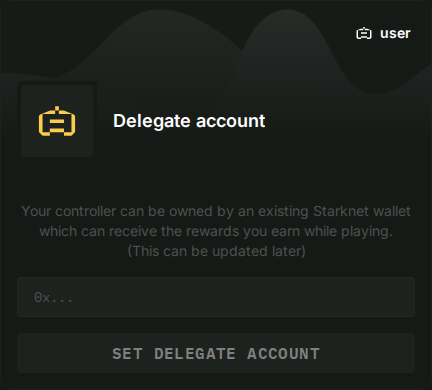 user
Delegate account
Your controller can be owned by an existing Starknet wallet
which can receive the rewards you earn while playing.
(This can be updated later)
0x...
SET DELEGATE ACCOUNT